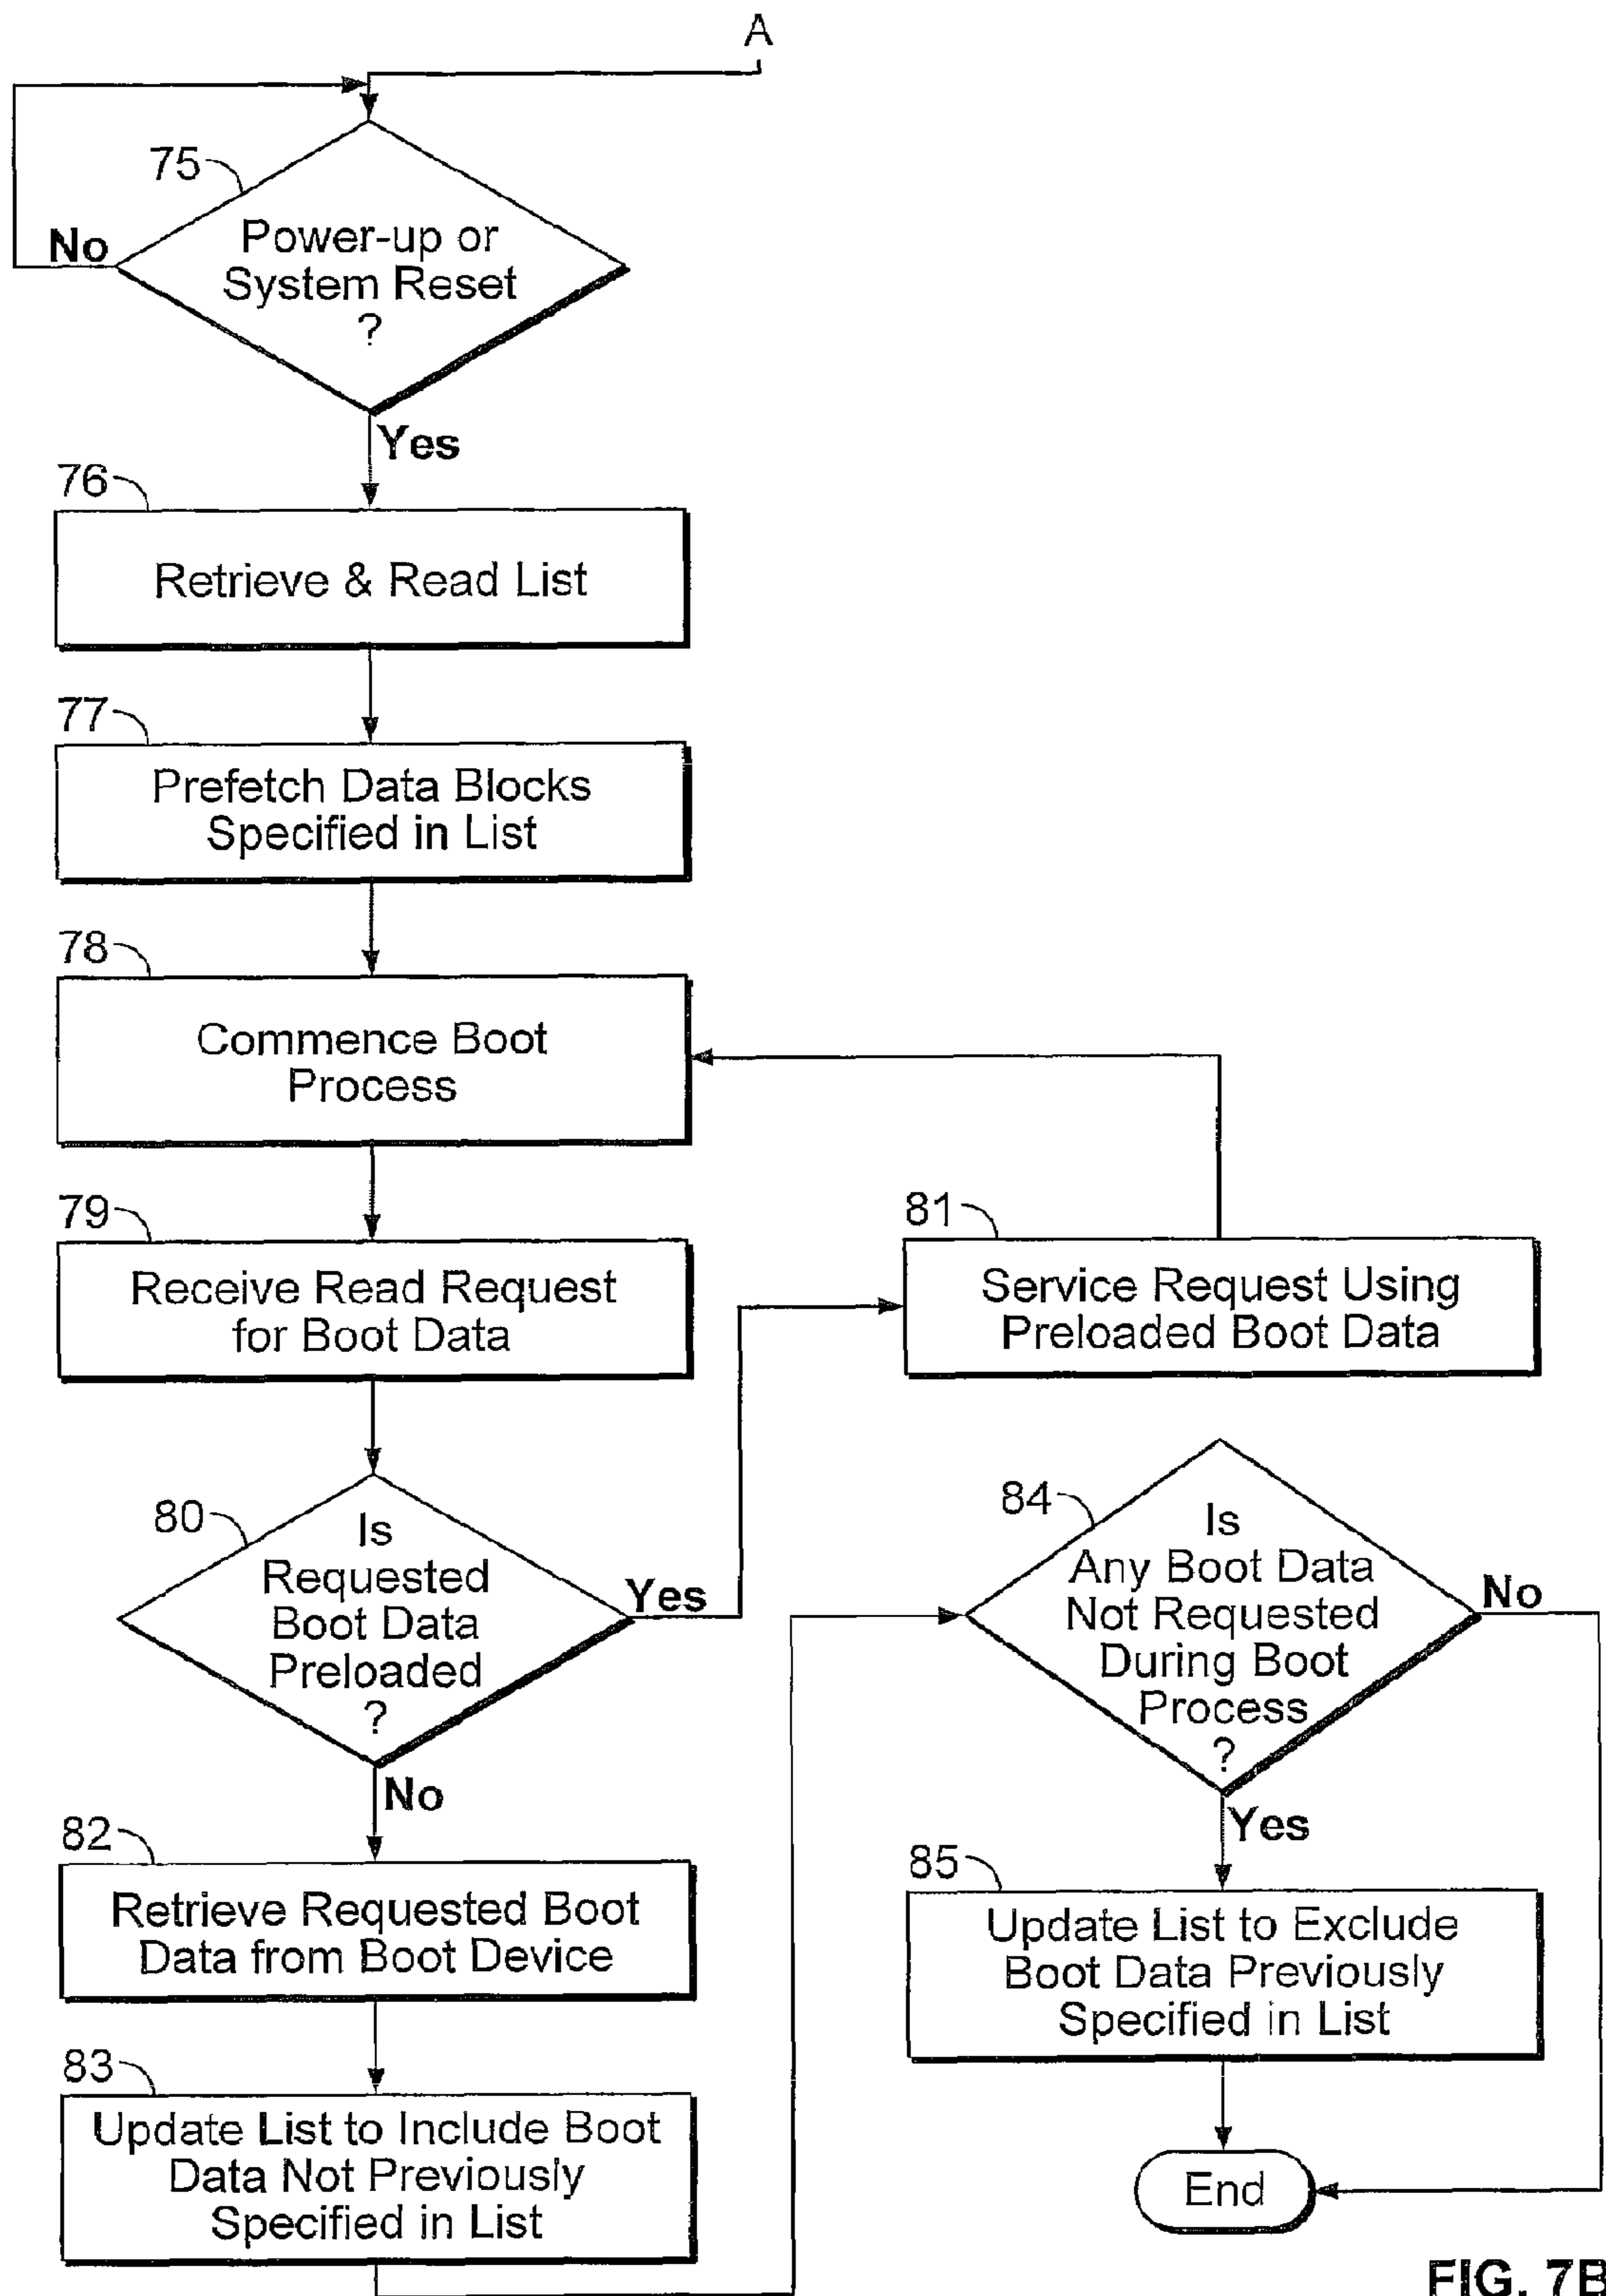 A
75
Power-up or
System Reset
?
No
Yes
76
Retrieve & Read List
77
Prefetch Data Blocks
Specified in List
78
Commence Boot
Process
79
Receive Read Request
for Boot Data
80
Is
Requested
Boot Data
Preloaded
?
Yes
No
81
Service Request Using
Preloaded Boot Data
82
Retrieve Requested Boot
Data from Boot Device
83
Update List to Include Boot
Data Not Previously
Specified in List
84
Is
Any Boot Data
Not Requested
During Boot
Process
?
No
Yes
85
Update List to Exclude
Boot Data Previously
Specified in List
End
FIG. 7B